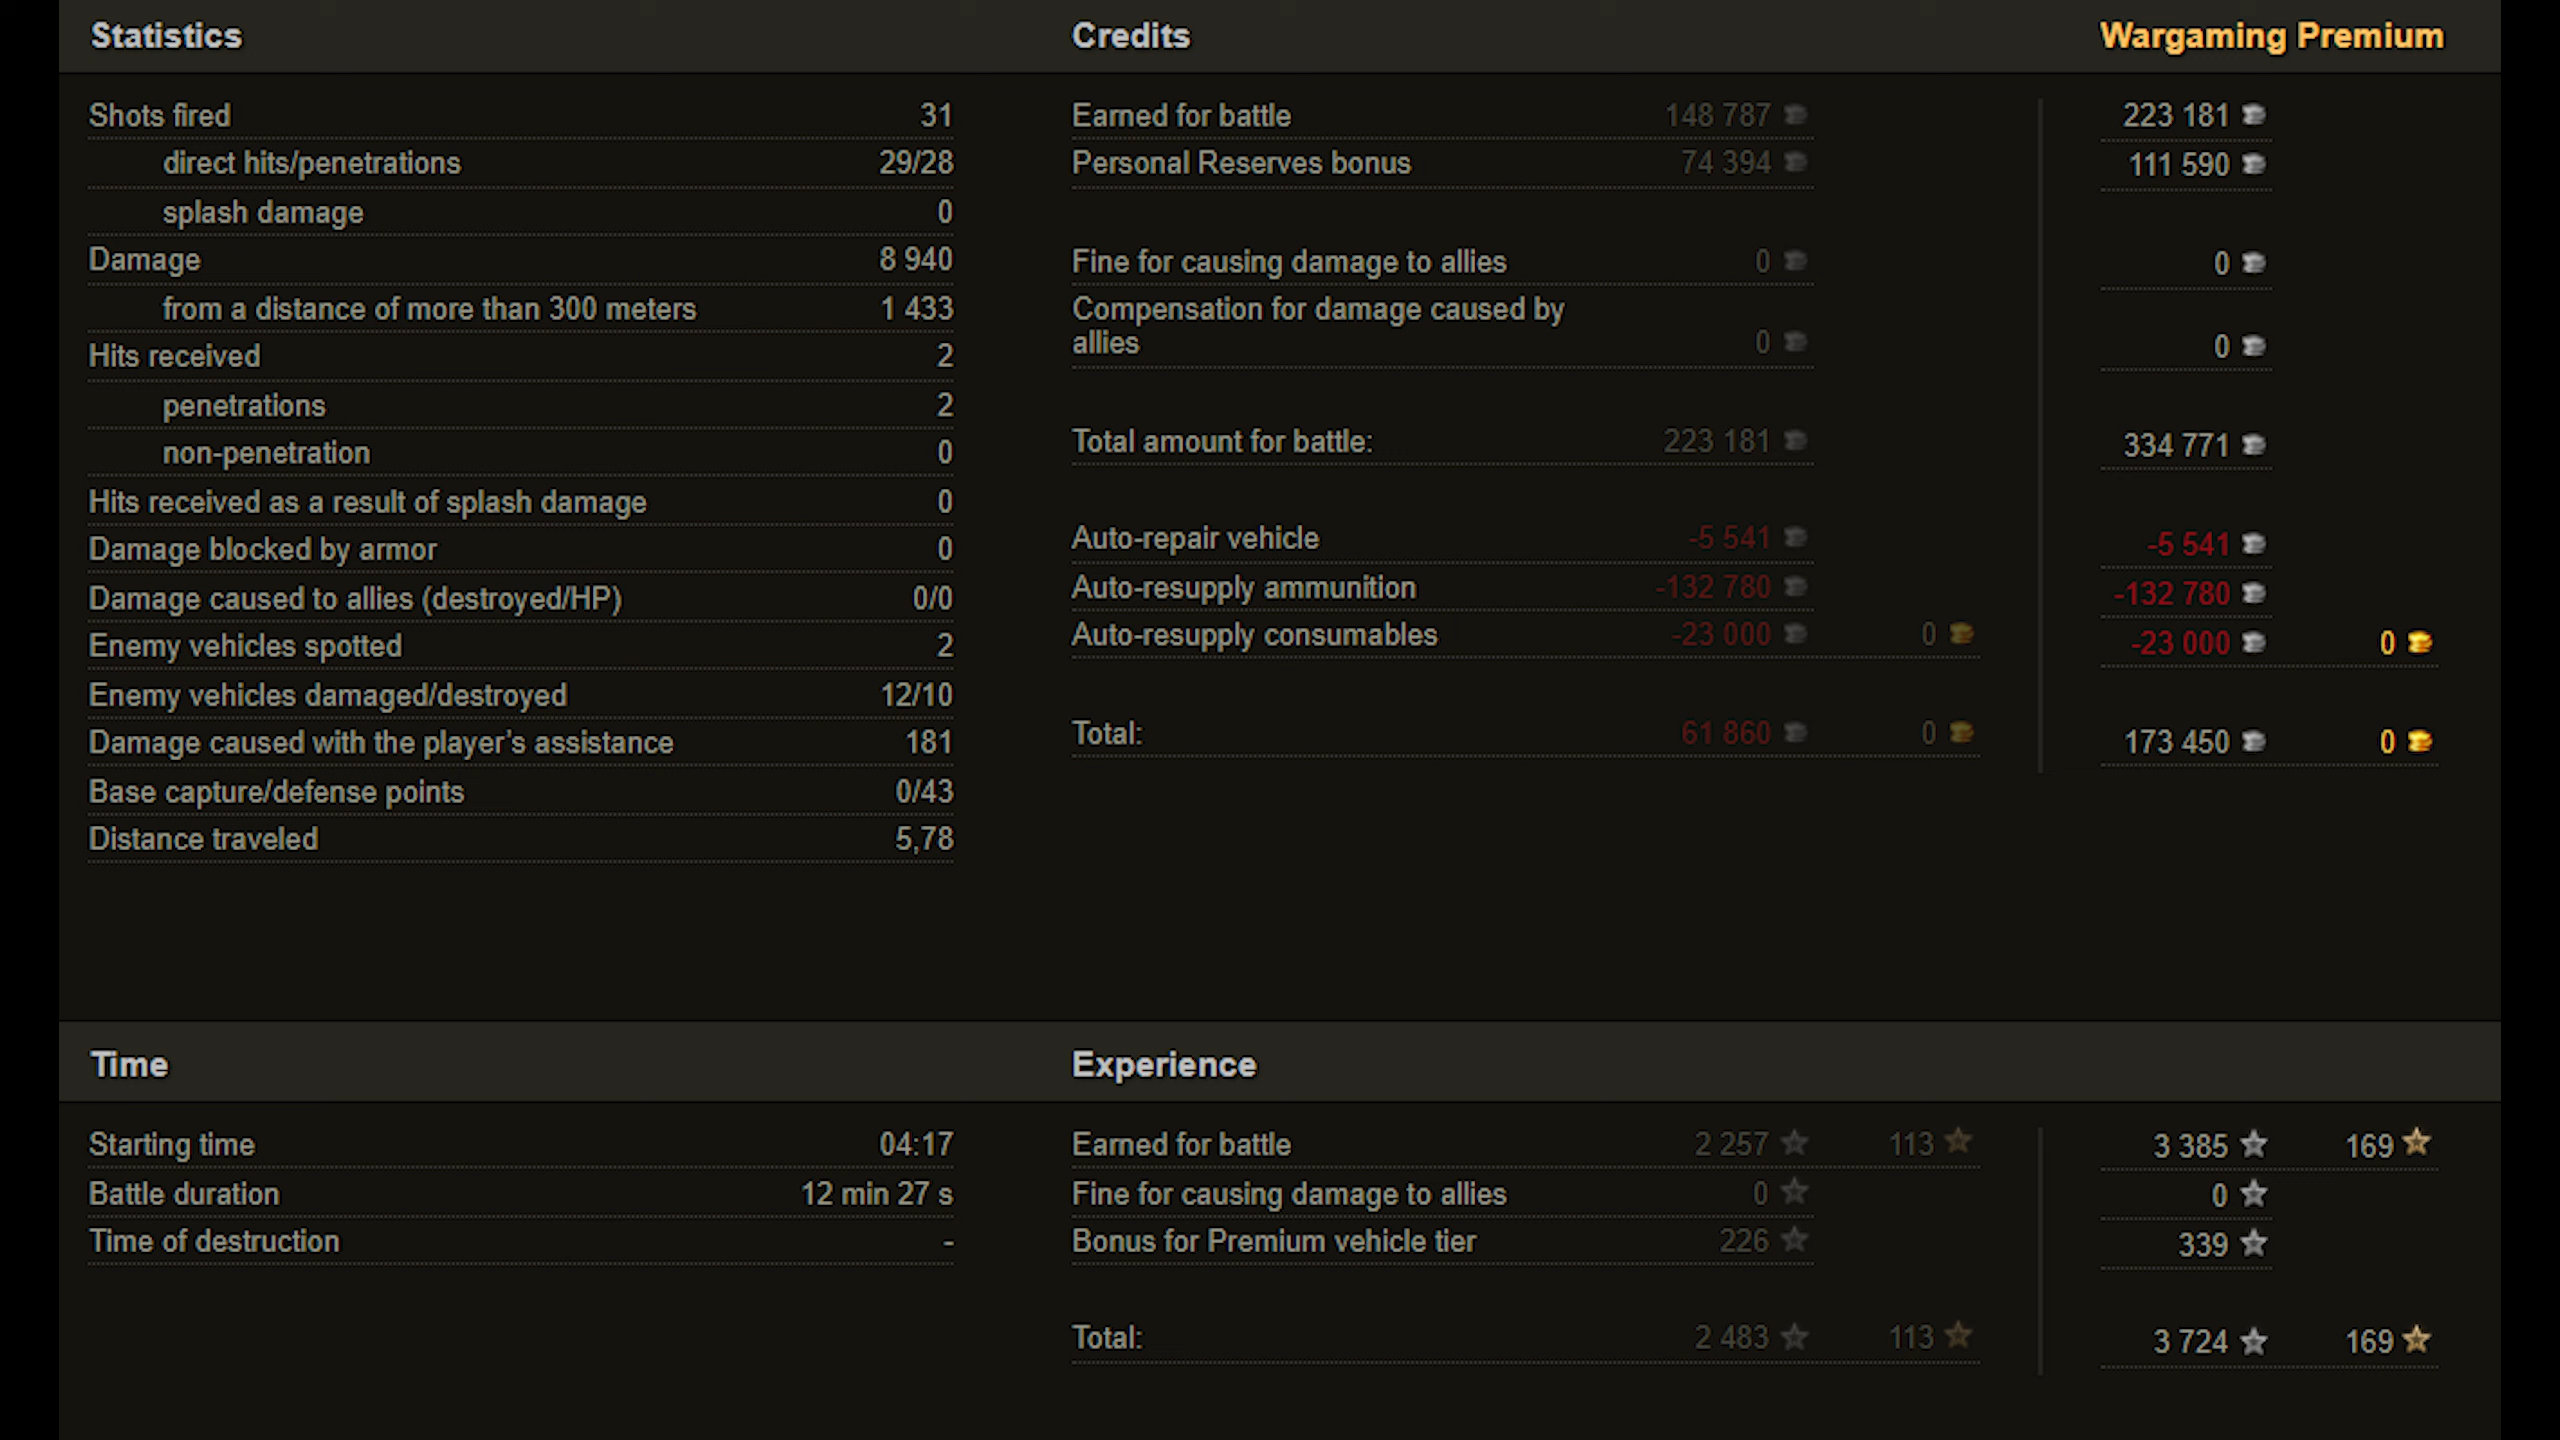 Statistics
Shots fired 31
direct hits/penetrations 29/28
splash damage 0
Damage 8 940
from a distance of more than 300 meters 1 433
Hits received 2
penetrations 2
non-penetration 0
Hits received as a result of splash damage 0
Damage blocked by armor 0
Damage caused to allies (destroyed/HP) 0/0
Enemy vehicles spotted 2
Enemy vehicles damaged/destroyed 12/10
Damage caused with the player’s assistance 181
Base capture/defense points 0/43
Distance traveled 5,78
Credits Wargaming Premium
Earned for battle 148 787 223 181
Personal Reserves bonus 74 394 111 590
Fine for causing damage to allies 0 0
Compensation for damage caused by
allies 0 0
Total amount for battle: 223 181 334 771
Auto-repair vehicle -5 541 -5 541
Auto-resupply ammunition -132 780 -132 780
Auto-resupply consumables -23 000 0 -23 000 0
Total: 61 860 0 173 450 0
Time
Starting time 04:17
Battle duration 12 min 27 s
Time of destruction -
Experience
Earned for battle 2 257 113 3 385 169
Fine for causing damage to allies 0 0
Bonus for Premium vehicle tier 226 339
Total: 2 483 113 3 724 169